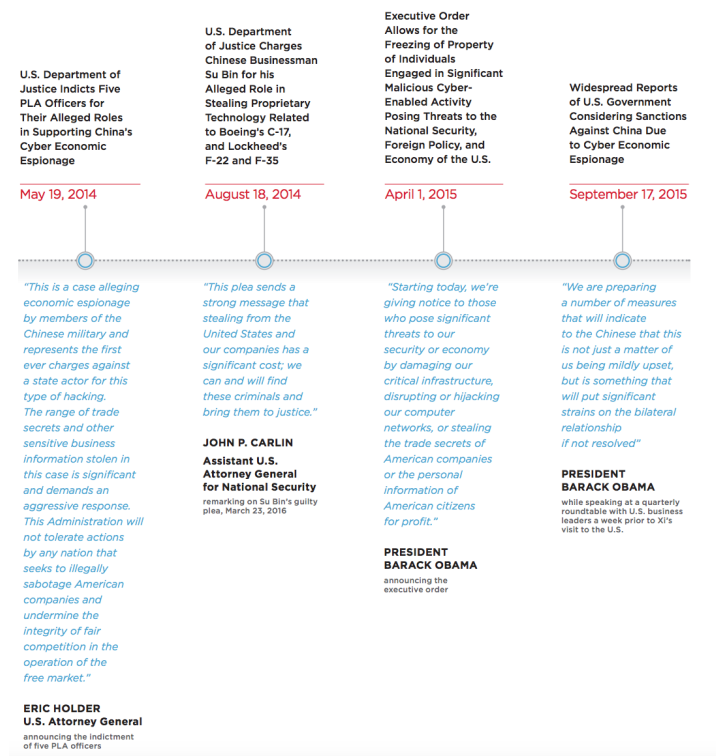 U.S. Department of
Justice Indicts Five
PLA Officers for
Their Alleged Roles
in Supporting China's
Cyber Economic
Espionage
May 19, 2014
"This is a case alleging
economic espionage
by members of the
Chinese military and
represents the first
ever charges against
a state actor for this
type of hacking.
The range of trade
secrets and other
sensitive business
information stolen in
this case is significant
and demands an
aggressive response.
This Administration will
not tolerate actions
by any nation that
seeks to illegally
sabotage American
companies and
undermine the
integrity of fair
competition in the
operation of the
free market."
ERIC HOLDER
U.S. Attorney General
announcing the indictment
of five PLA officers
U.S. Department
of Justice Charges
Chinese Businessman
Su Bin for his
Alleged Role in
Stealing Proprietary
Technology Related
to Boeing's C-17,
and Lockheed's
F-22 and F-35
August 18, 2014
"This plea sends a
strong message that
stealing from the
United States and
our companies has a
significant cost; we
can and will find
these criminals and
bring them to justice."
JOHN P. CARLIN
Assistant U.S.
Attorney General
for National Security
remarking on Su Bin's guilty
plea, March 23, 2016
Executive Order
Allows for the
Freezing of Property
of Individuals
Engaged in Significant
Malicious Cyber-
Enabled Activity
Posing Threats to the
National Security,
Foreign Policy, and
Economy of the U.S.
April 1, 2015
"Starting today, we're
giving notice to those
who pose significant
threats to our
security or economy
by damaging our
critical infrastructure,
disrupting or hijacking
our computer
networks, or stealing
the trade secrets of
American companies
or the personal
information of
American citizens
for profit."
PRESIDENT
BARACK OBAMA
announcing the
executive order
Widespread Reports
of U.S. Government
Considering Sanctions
Against China Due
to Cyber Economic
Espionage
September 17, 2015
"We are preparing
a number of measures
that will indicate
to the Chinese that this
is not just a matter of
us being mildly upset,
but is something that
will put significant
strains on the bilateral
relationship
if not resolved"
PRESIDENT
BARACK OBAMA
while speaking at a quarterly
roundtable with U.S. business
leaders a week prior to Xi's
visit to the U.S.